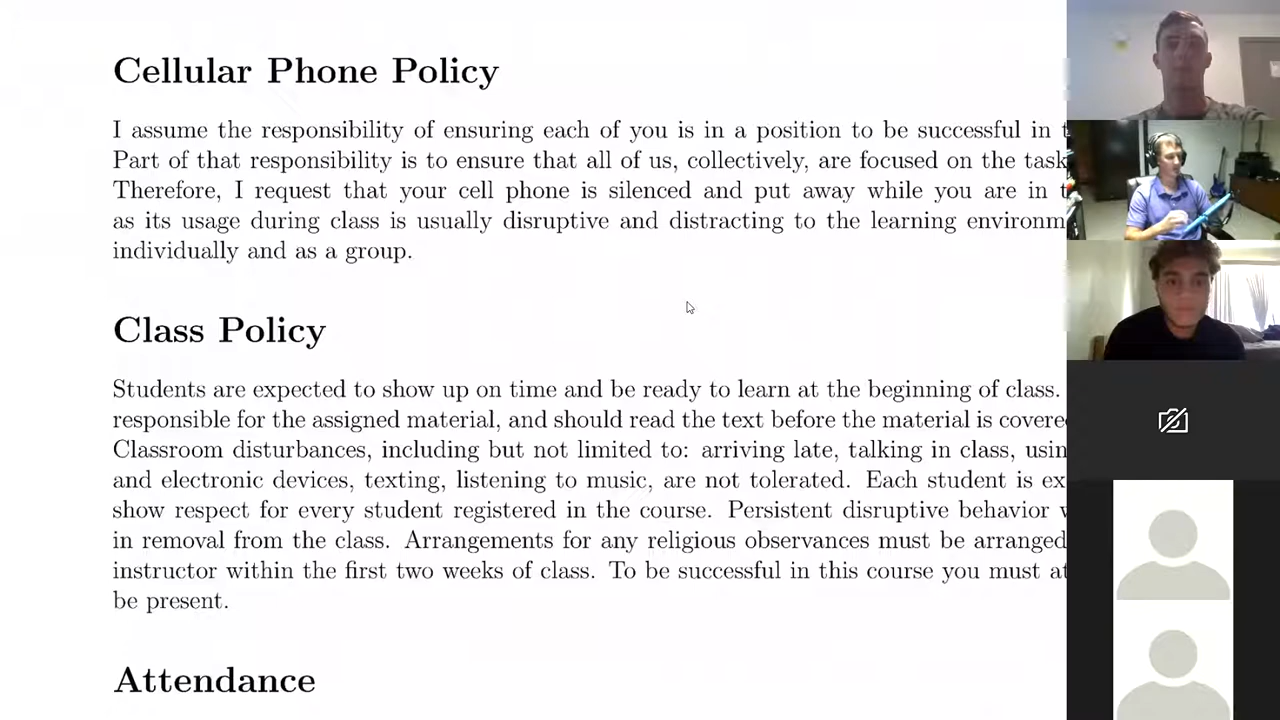 Cellular Phone Policy
I assume the responsibility of ensuring each of you is in a position to be successful in
Part of that responsibility is to ensure that all of us, collectively, are focused on the task
Therefore, I request that your cell phone is silenced and put away while you are in
as its usage during class is usually disruptive and distracting to the learning environm
individually and as a group.
Class Policy
Students are expected to show up on time and be ready to learn at the beginning of class.
responsible for the assigned material, and should read the text before the material is covere
Classroom disturbances, including but not limited to: arriving late, talking in class, usin
and electronic devices, texting, listening to music, are not tolerated. Each student is ex
show respect for every student registered in the course. Persistent disruptive behavior
in removal from the class. Arrangements for any religious observances must be arranged
instructor within the first two weeks of class. To be successful in this course you must at
be present.
Attendance